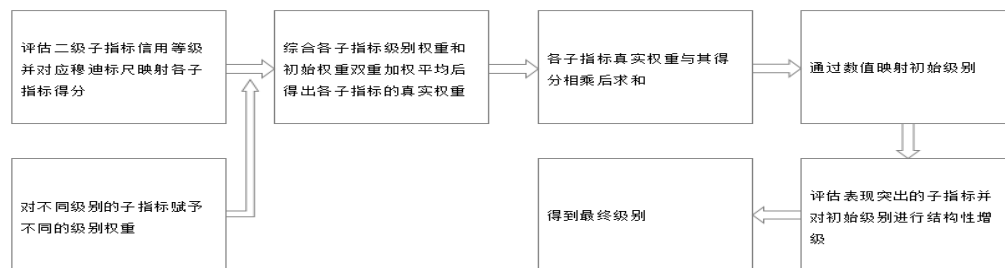 评估二级子指标信用等级
并对应穆迪标尺映射各子
指标得分
综合各子指标级别权重和
初始权重双重加权平均后
得出各子指标的真实权重
各子指标真实权重与其得
分相乘后求和
通过数值映射初始级别
对不同级别的子指标赋予
不同的级别权重
得到最终级别
评估表现突出的子指标并
对初始级别进行结构性增
级